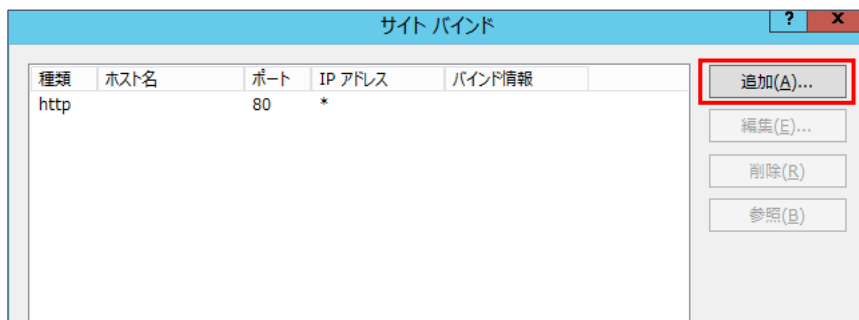 サイト バインド
? x
種類 ホスト名 ポート IP アドレス バインド情報
http 80 *
追加(A)...
編集(E)...
削除(R)
参照(B)